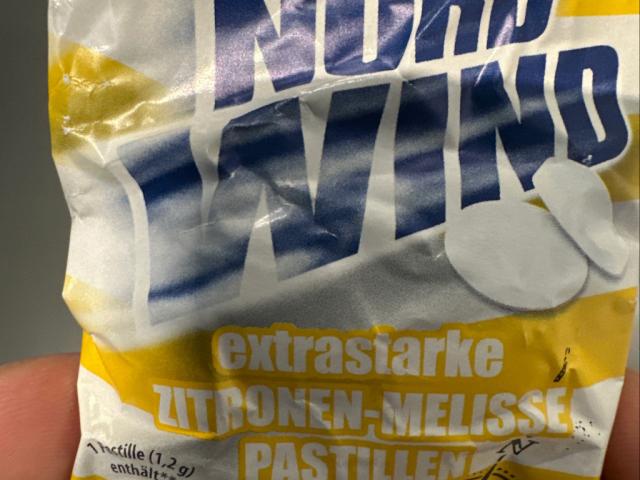 NORD
WIND
extrastarke
ZITRONEN-MELISSE
PASTILLEN
1 Pastille (1,2 g)
enthält**